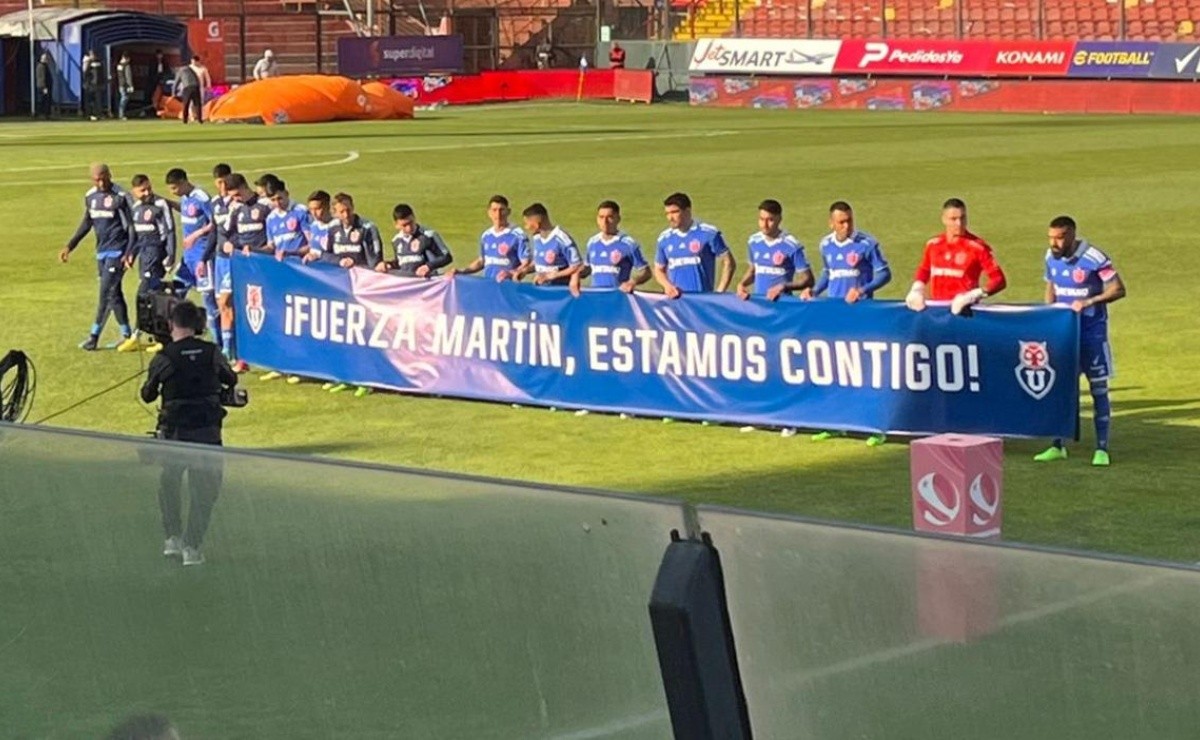 G
superdigital
JetSMART
PedidosYa
KONAMI
eFOOTBALL
¡FUERZA MARTÍN, ESTAMOS CONTIGO!
U
U